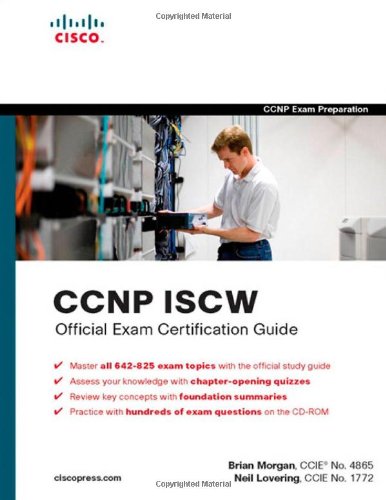 Copyrighted Material
CISCO.
CCNP Exam Preparation
CCNP ISCW
Official Exam Certification Guide
✓ Master all 642-825 exam topics with the official study guide
✓ Assess your knowledge with chapter-opening quizzes
✓ Review key concepts with foundation summaries
✓ Practice with hundreds of exam questions on the CD-ROM
Brian Morgan, CCIE® No. 4865
ciscopress.com
Neil Lovering, CCIE No. 1772
Copyrighted Material